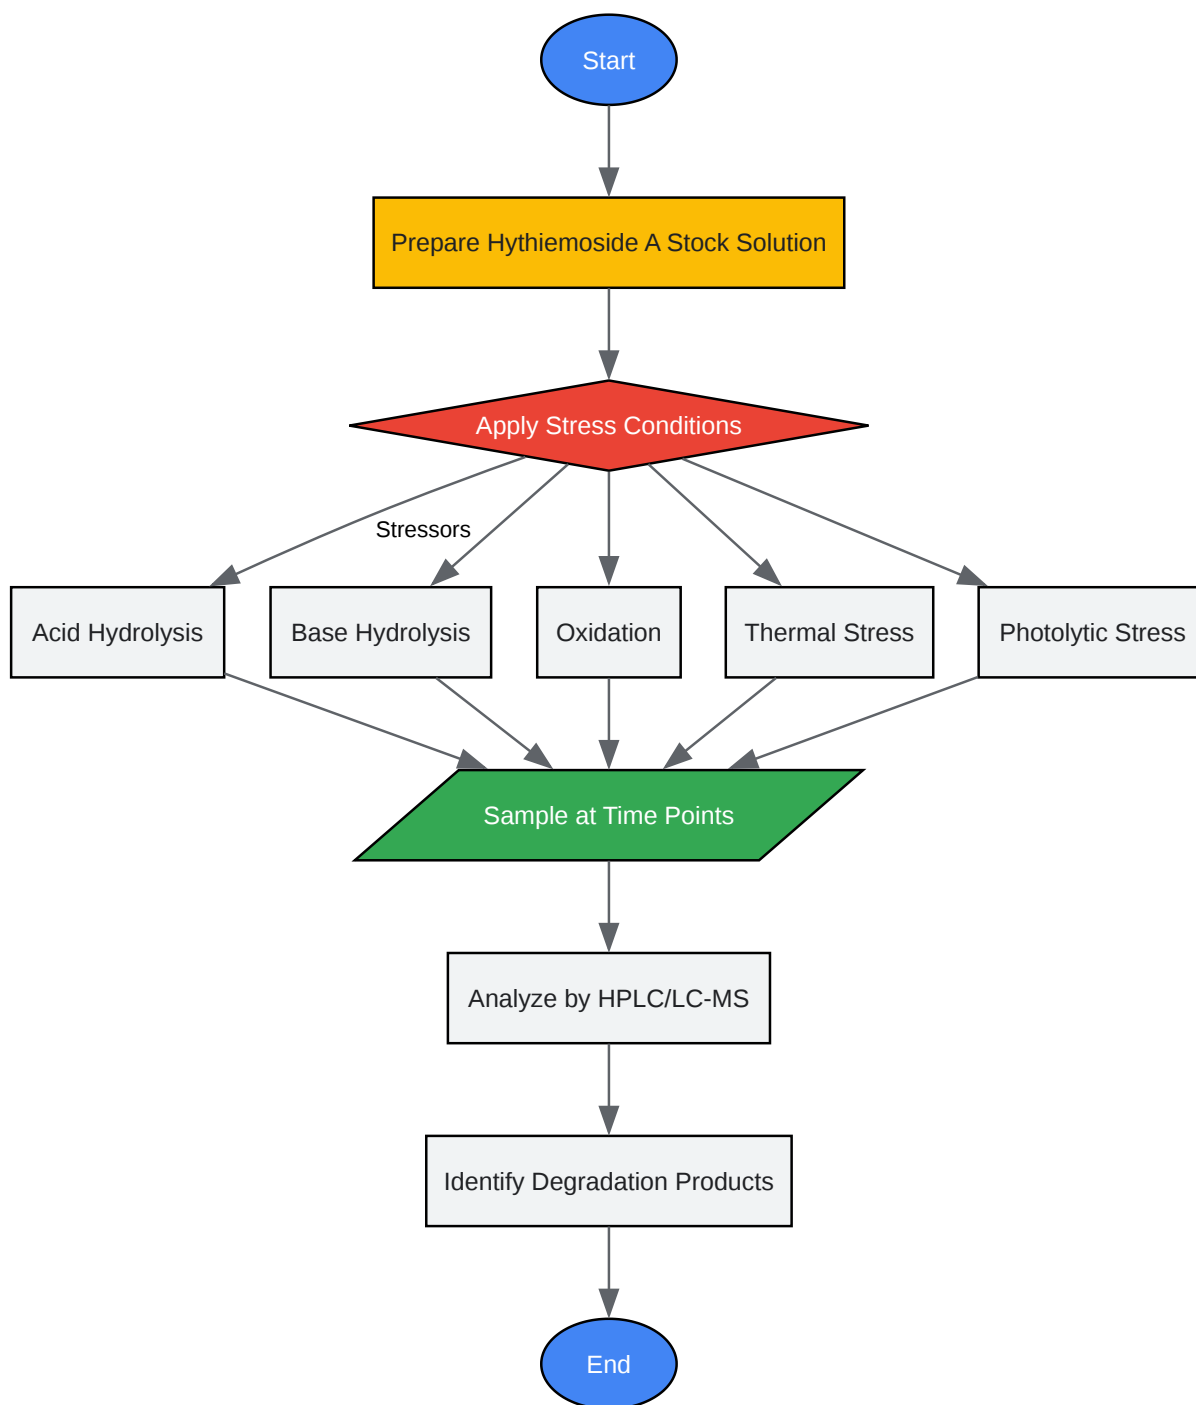 Start
Prepare Hythiemoside A Stock Solution
Apply Stress Conditions
Stressors
Acid Hydrolysis
Base Hydrolysis
Oxidation
Thermal Stress
Photolytic Stress
Sample at Time Points
Analyze by HPLC/LC-MS
Identify Degradation Products
End